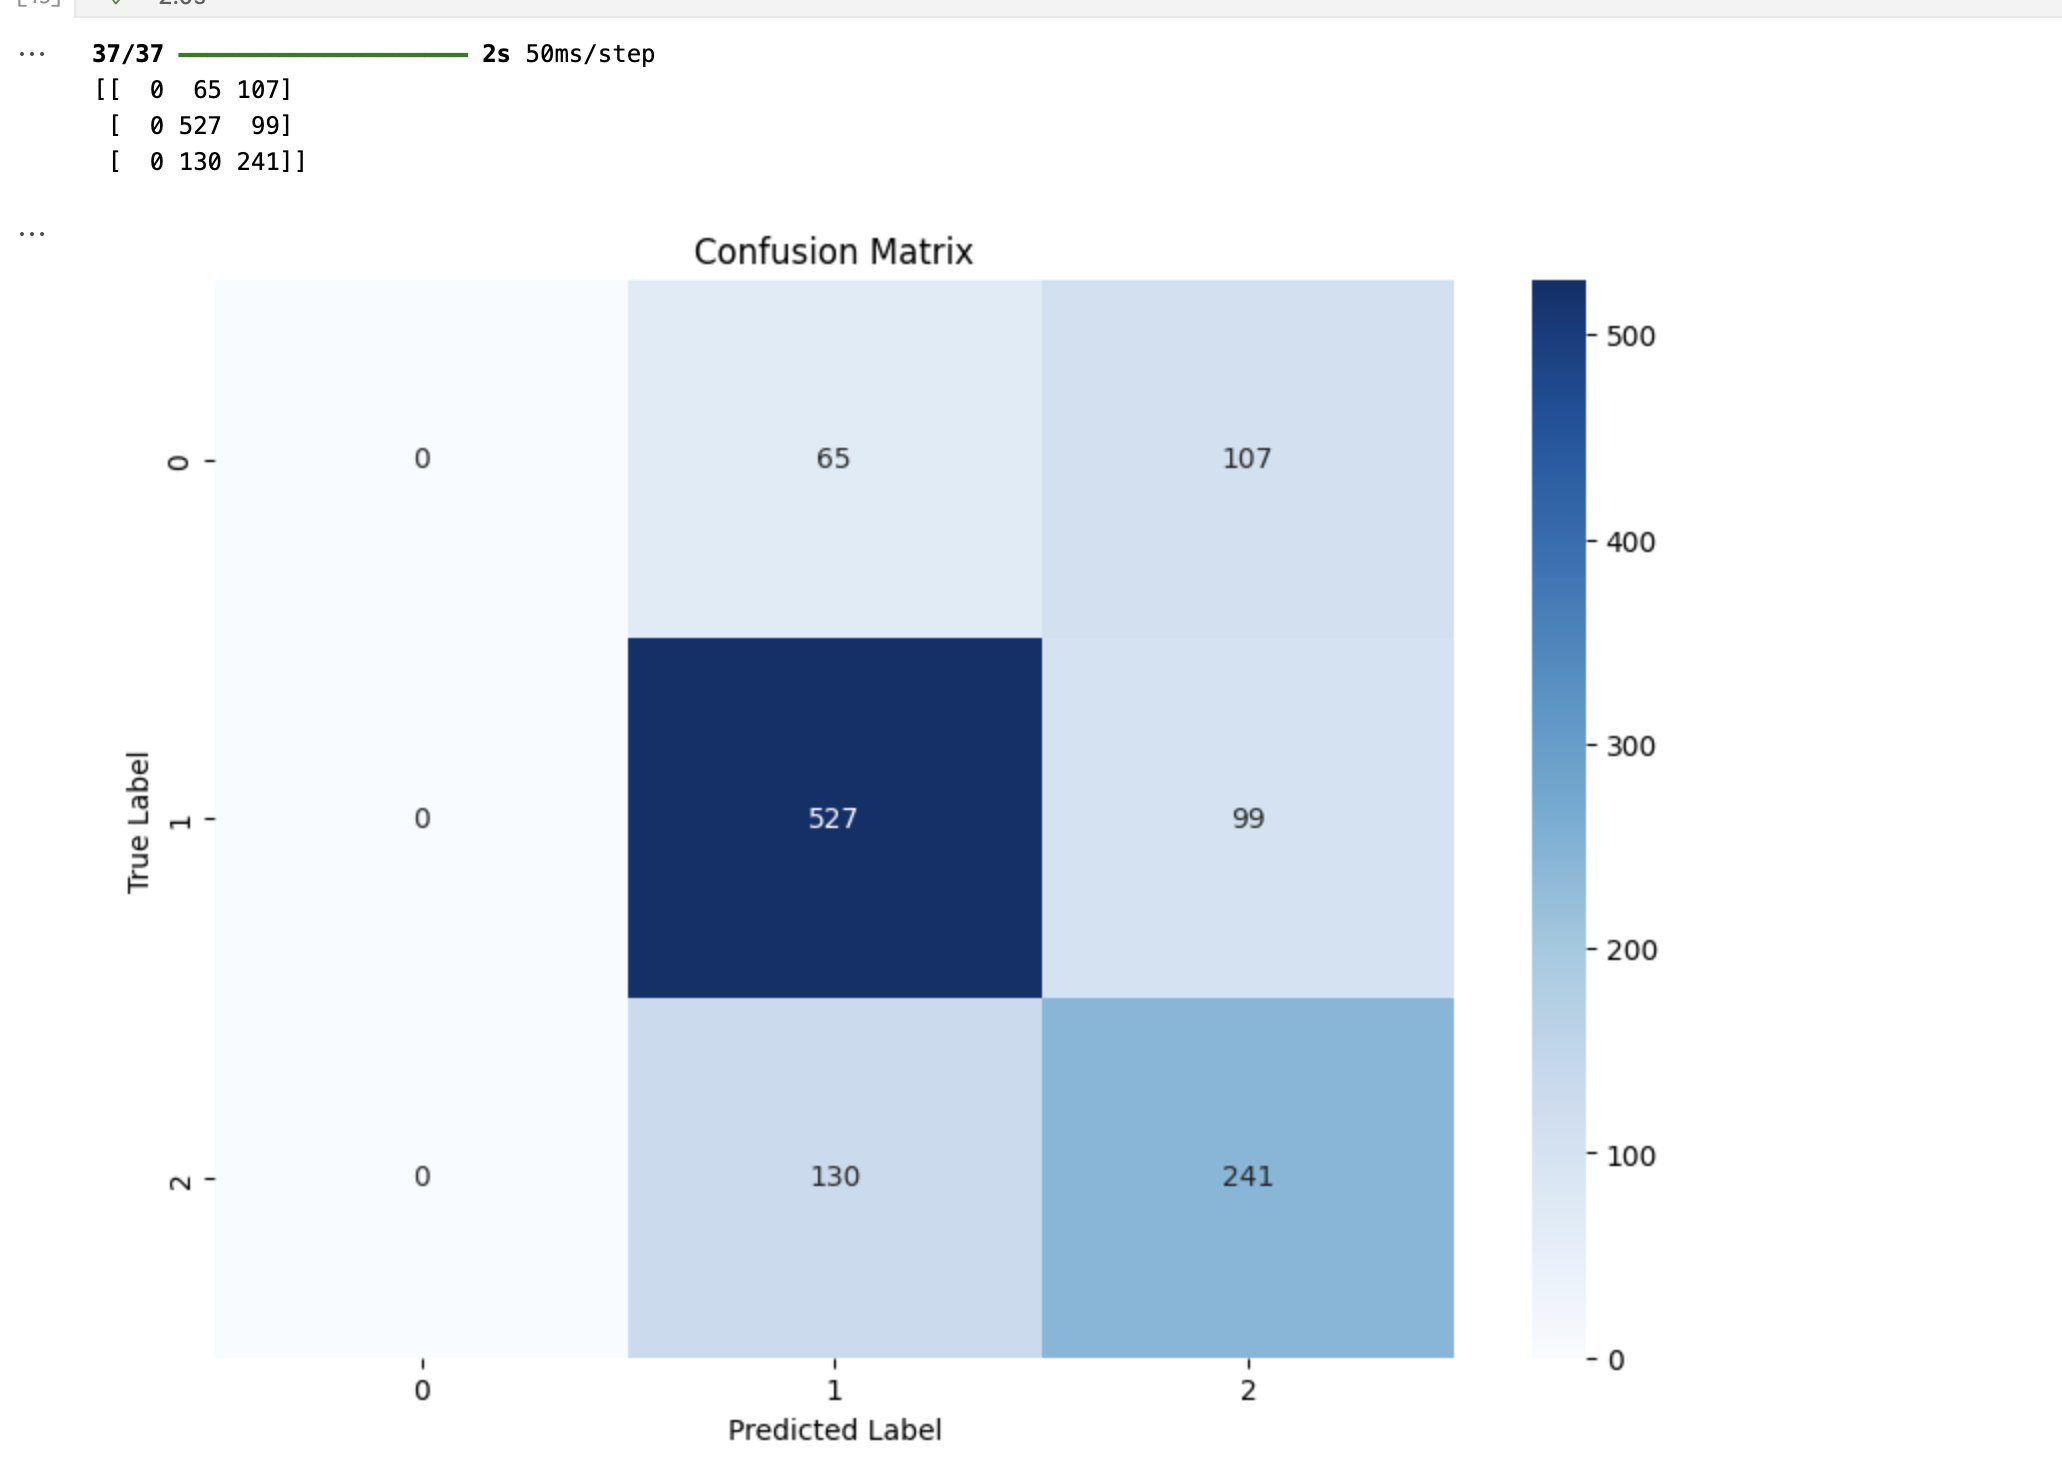 ... 37/37 ━━━━━━━━━━━━━━━━━━━━ 2s 50ms/step
[[  0  65 107]
 [  0 527  99]
 [  0 130 241]]
...
Confusion Matrix
0 65 107
0 527 99
0 130 241
True Label
0
1
2
0 1 2
Predicted Label
500
400
300
200
100
0